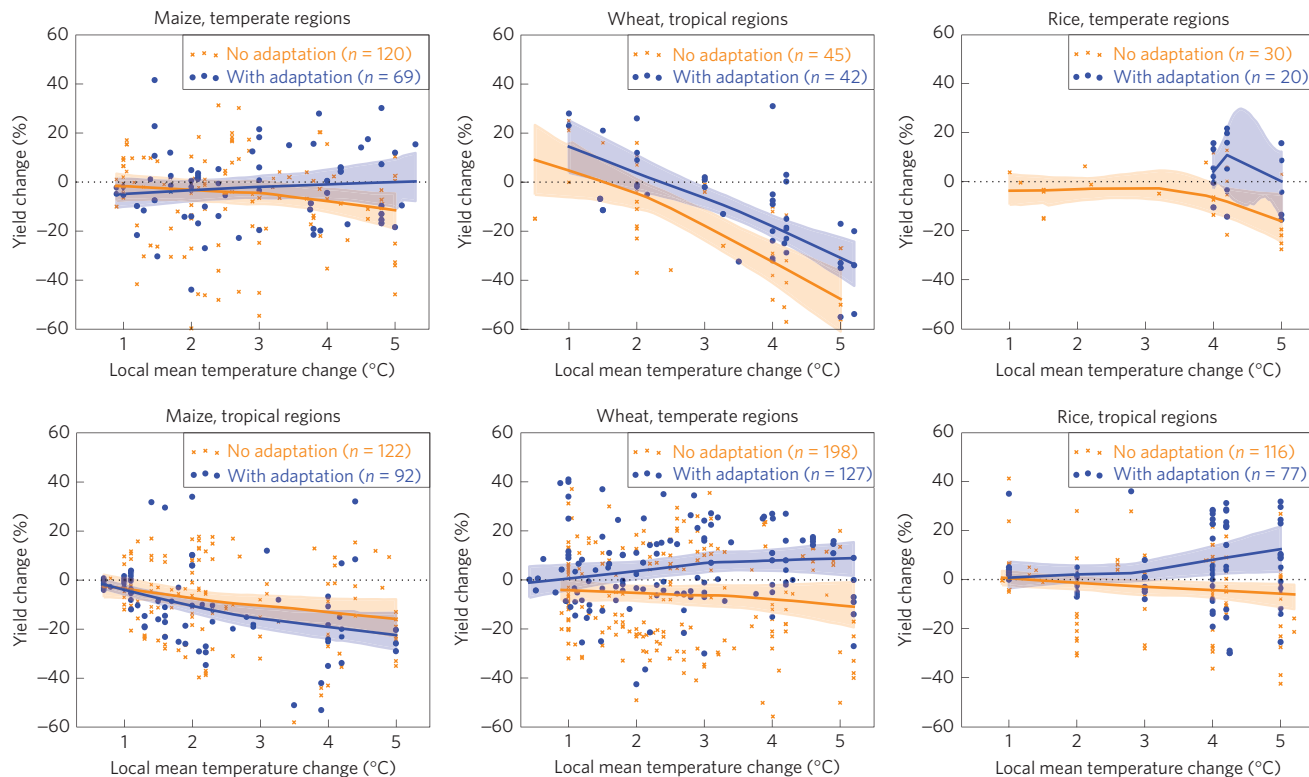 Maize, temperate regions
60
40
20
0
−20
−40
−60
Yield change (%)
No adaptation (n = 120)
With adaptation (n = 69)
1 2 3 4 5
Local mean temperature change (°C)
Wheat, tropical regions
60
40
20
0
−20
−40
−60
Yield change (%)
No adaptation (n = 45)
With adaptation (n = 42)
1 2 3 4 5
Local mean temperature change (°C)
Rice, temperate regions
60
40
20
0
−20
−40
−60
Yield change (%)
No adaptation (n = 30)
With adaptation (n = 20)
1 2 3 4 5
Local mean temperature change (°C)
Maize, tropical regions
60
40
20
0
−20
−40
−60
Yield change (%)
No adaptation (n = 122)
With adaptation (n = 92)
1 2 3 4 5
Local mean temperature change (°C)
Wheat, temperate regions
60
40
20
0
−20
−40
−60
Yield change (%)
No adaptation (n = 198)
With adaptation (n = 127)
1 2 3 4 5
Local mean temperature change (°C)
Rice, tropical regions
60
40
20
0
−20
−40
−60
Yield change (%)
No adaptation (n = 116)
With adaptation (n = 77)
1 2 3 4 5
Local mean temperature change (°C)